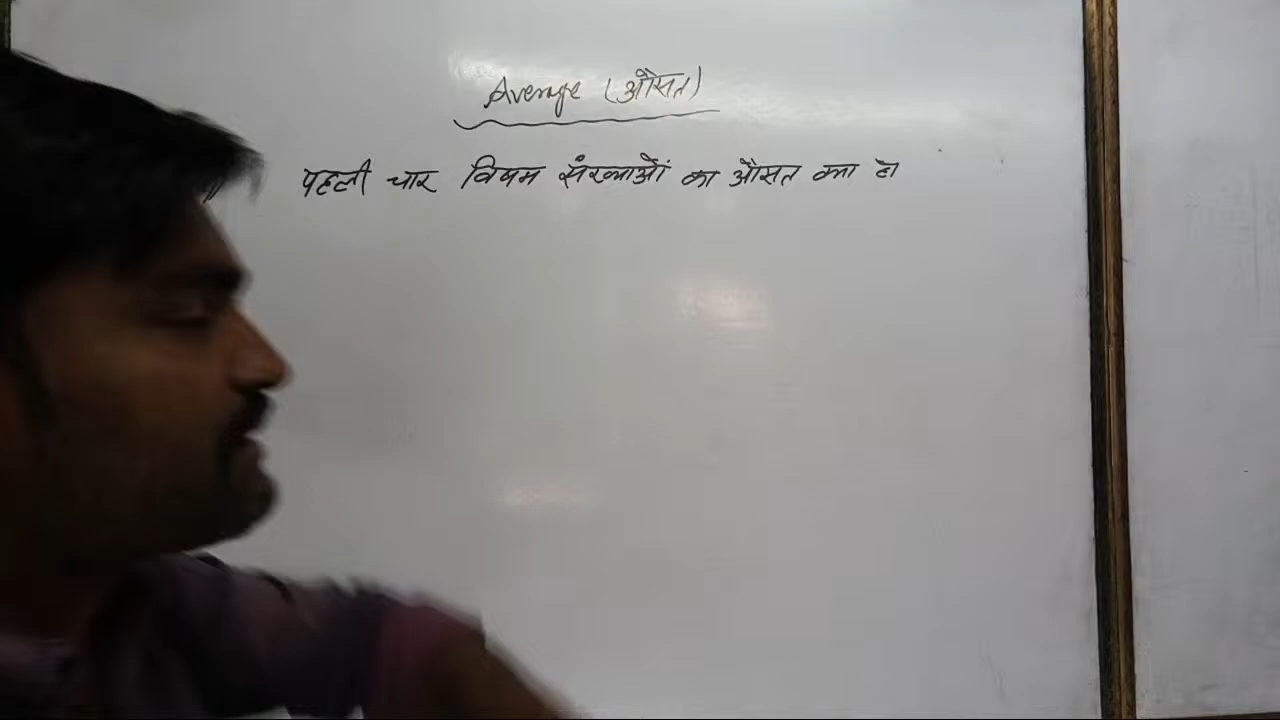 Average (औसत)
पहली चार विषम संख्याओं का औसत क्या हो